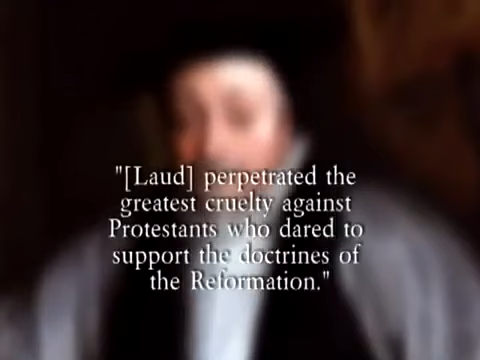 "[Laud] perpetrated the
greatest cruelty against
Protestants who dared to
support the doctrines of
the Reformation."